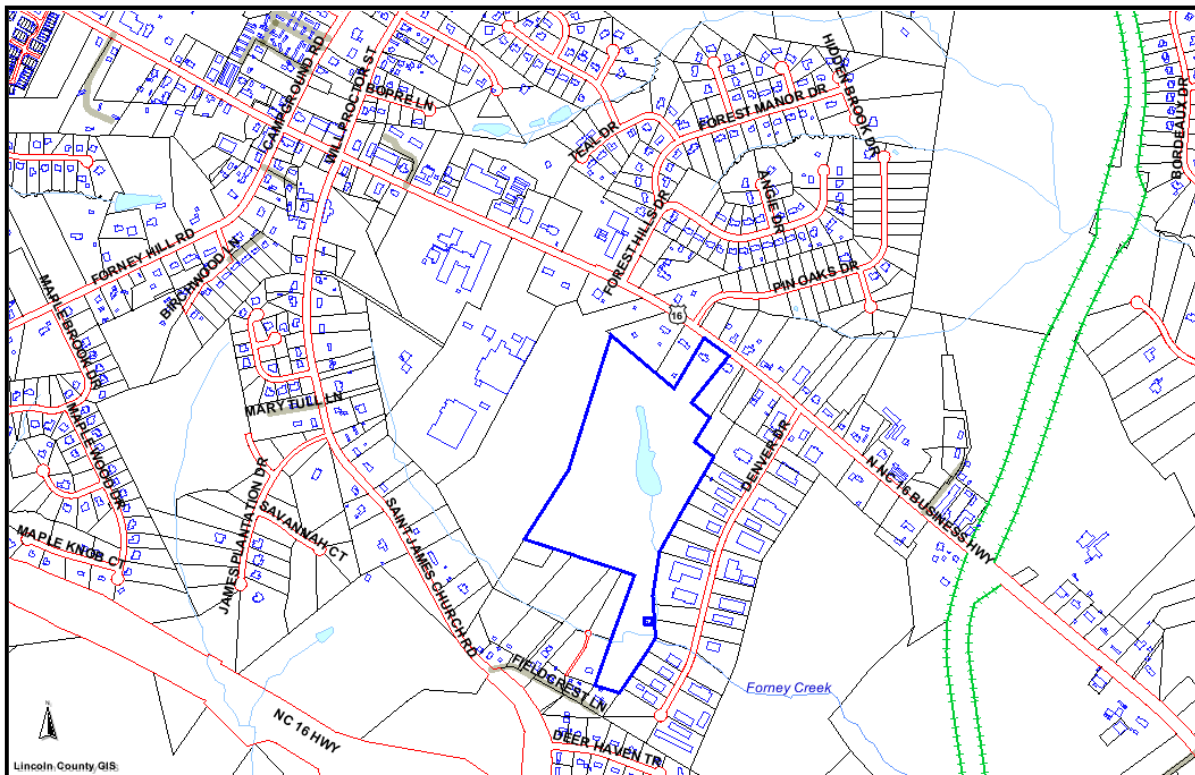 CAMPGROUND RD
WILL PROCTOR ST
BOPRE LN
TEAL DR
FOREST MANOR DR
HIDDEN BROOK DR
BORDEAUX DR
ANGIE DR
FOREST HILLS DR
PIN OAKS DR
FORNEY HILL RD
BIRCHWOOD LN
MAPLE BROOK DR
16
MARY TULL LN
MAPLEWOOD DR
DENVER DR
N NC 16 BUSINESS HWY
JAMES PLANTATION DR
SAVANNAH CT
SAINT JAMES CHURCH RD
MAPLE KNOB CT
FIELDCREST LN
Forney Creek
NC 16 HWY
DEER HAVEN TR
N
Lincoln County GIS